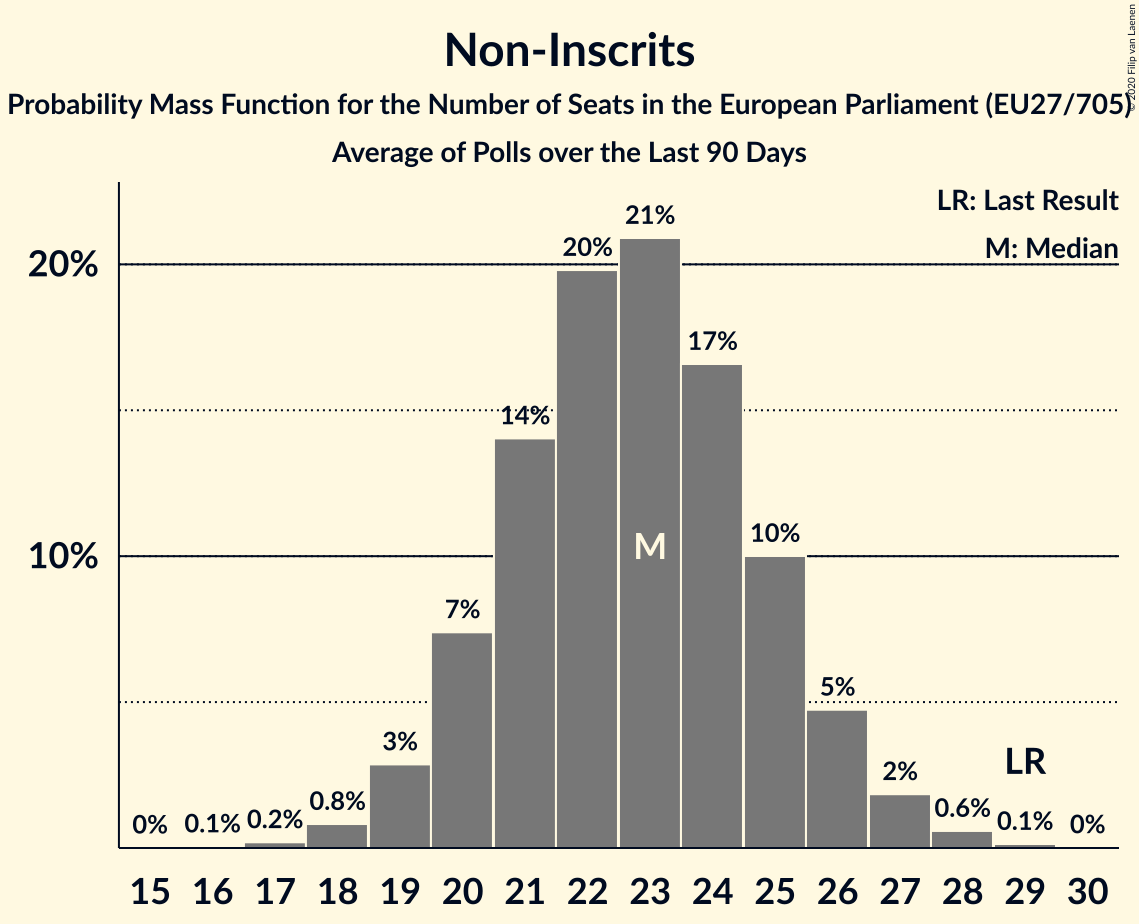 Non-Inscrits
Probability Mass Function for the Number of Seats in the European Parliament (EU27/705)
Average of Polls over the Last 90 Days
© 2020 Filip van Laenen
LR: Last Result
M: Median
20%
10%
0%
0.1%
0.2%
0.8%
3%
7%
14%
20%
21%
17%
10%
5%
2%
0.6%
0.1%
0%
M
LR
15 16 17 18 19 20 21 22 23 24 25 26 27 28 29 30